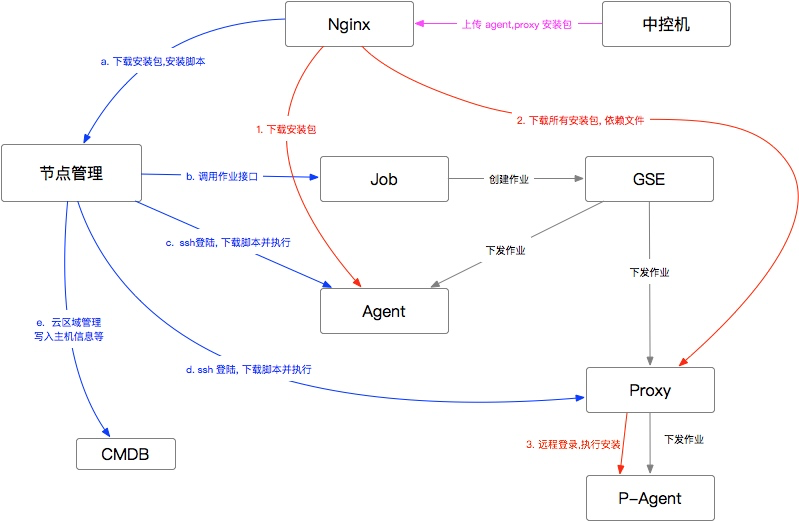 Nginx
上传 agent,proxy 安装包
中控机
a. 下载安装包,安装脚本
1. 下载安装包
2. 下载所有安装包, 依赖文件
节点管理
b. 调用作业接口
Job
创建作业
GSE
c. ssh登陆, 下载脚本并执行
下发作业
下发作业
Agent
e. 云区域管理
写入主机信息等
d. ssh 登陆, 下载脚本并执行
Proxy
CMDB
3. 远程登录,执行安装
下发作业
P-Agent